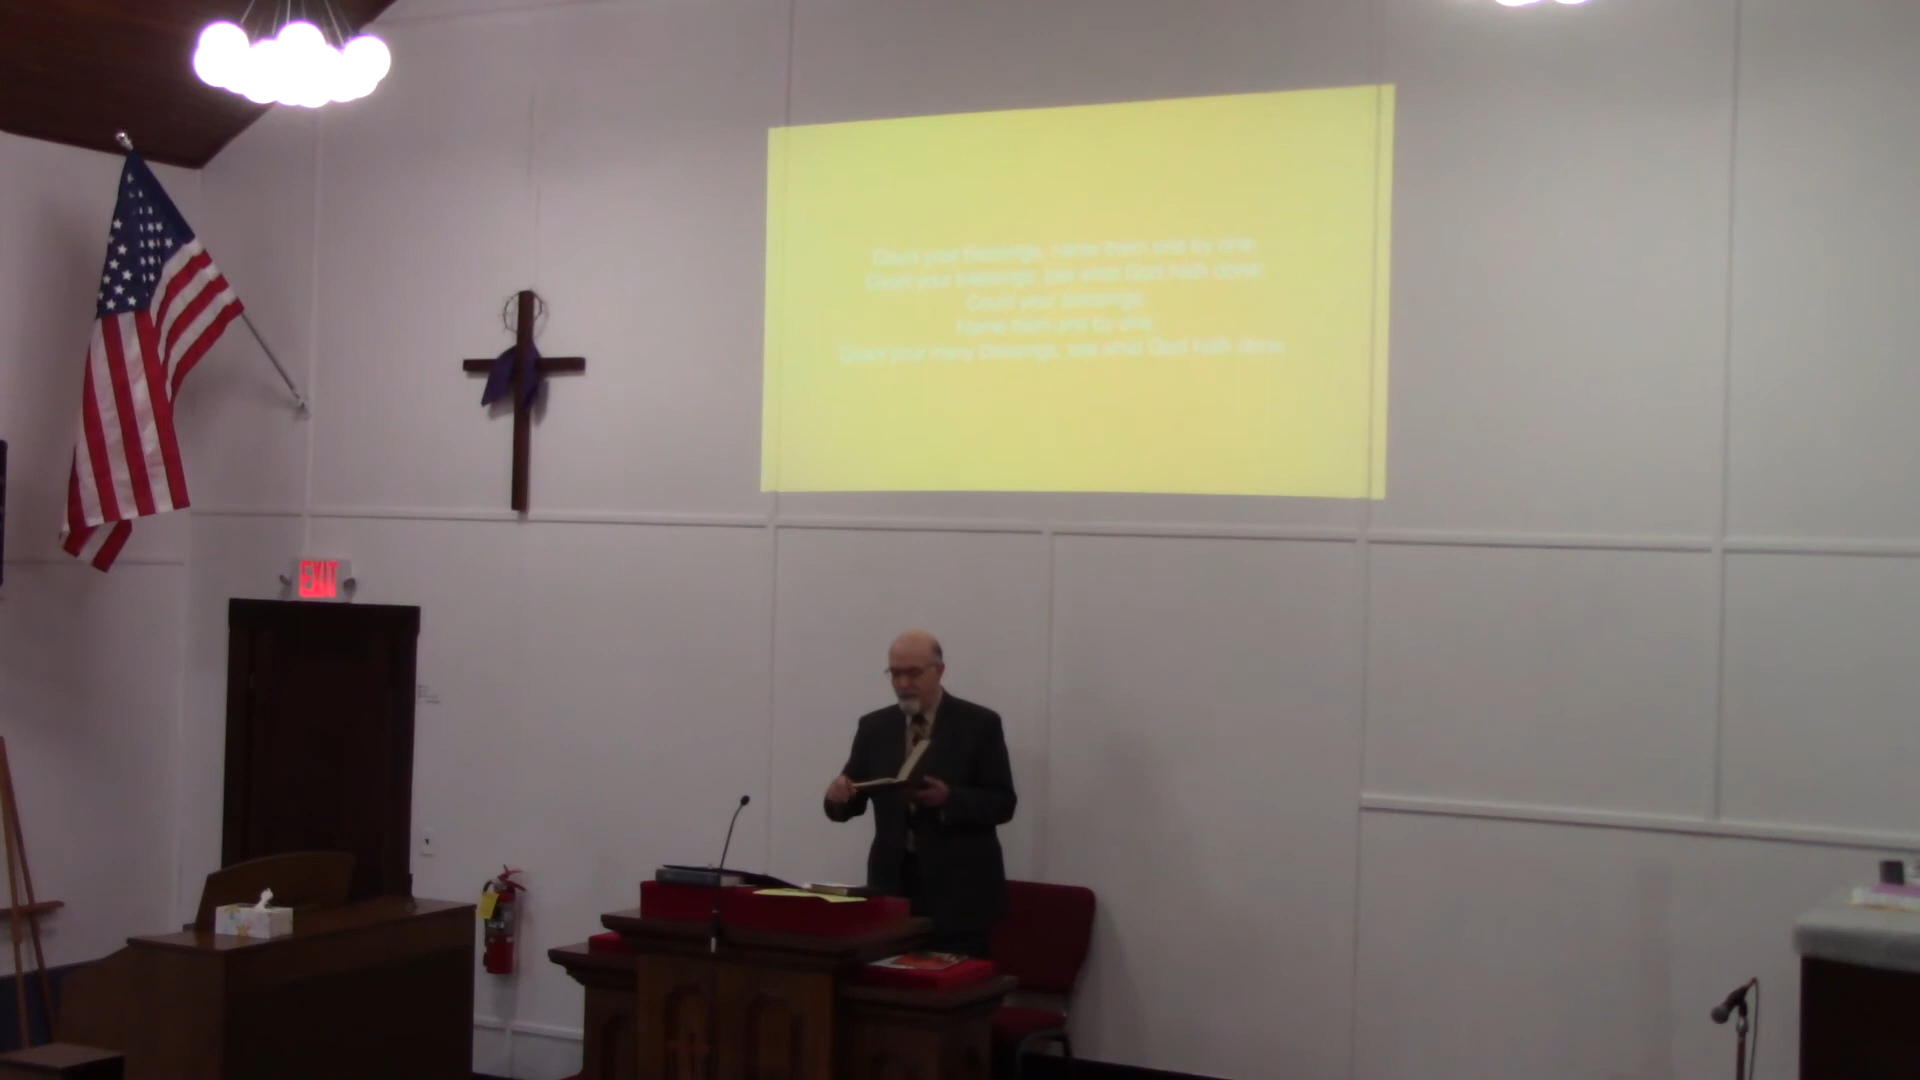 Count your blessings, name them one by one
Count your blessings, see what God hath done
Count your blessings,
Name them one by one
Count your many blessings, see what God hath done
EXIT